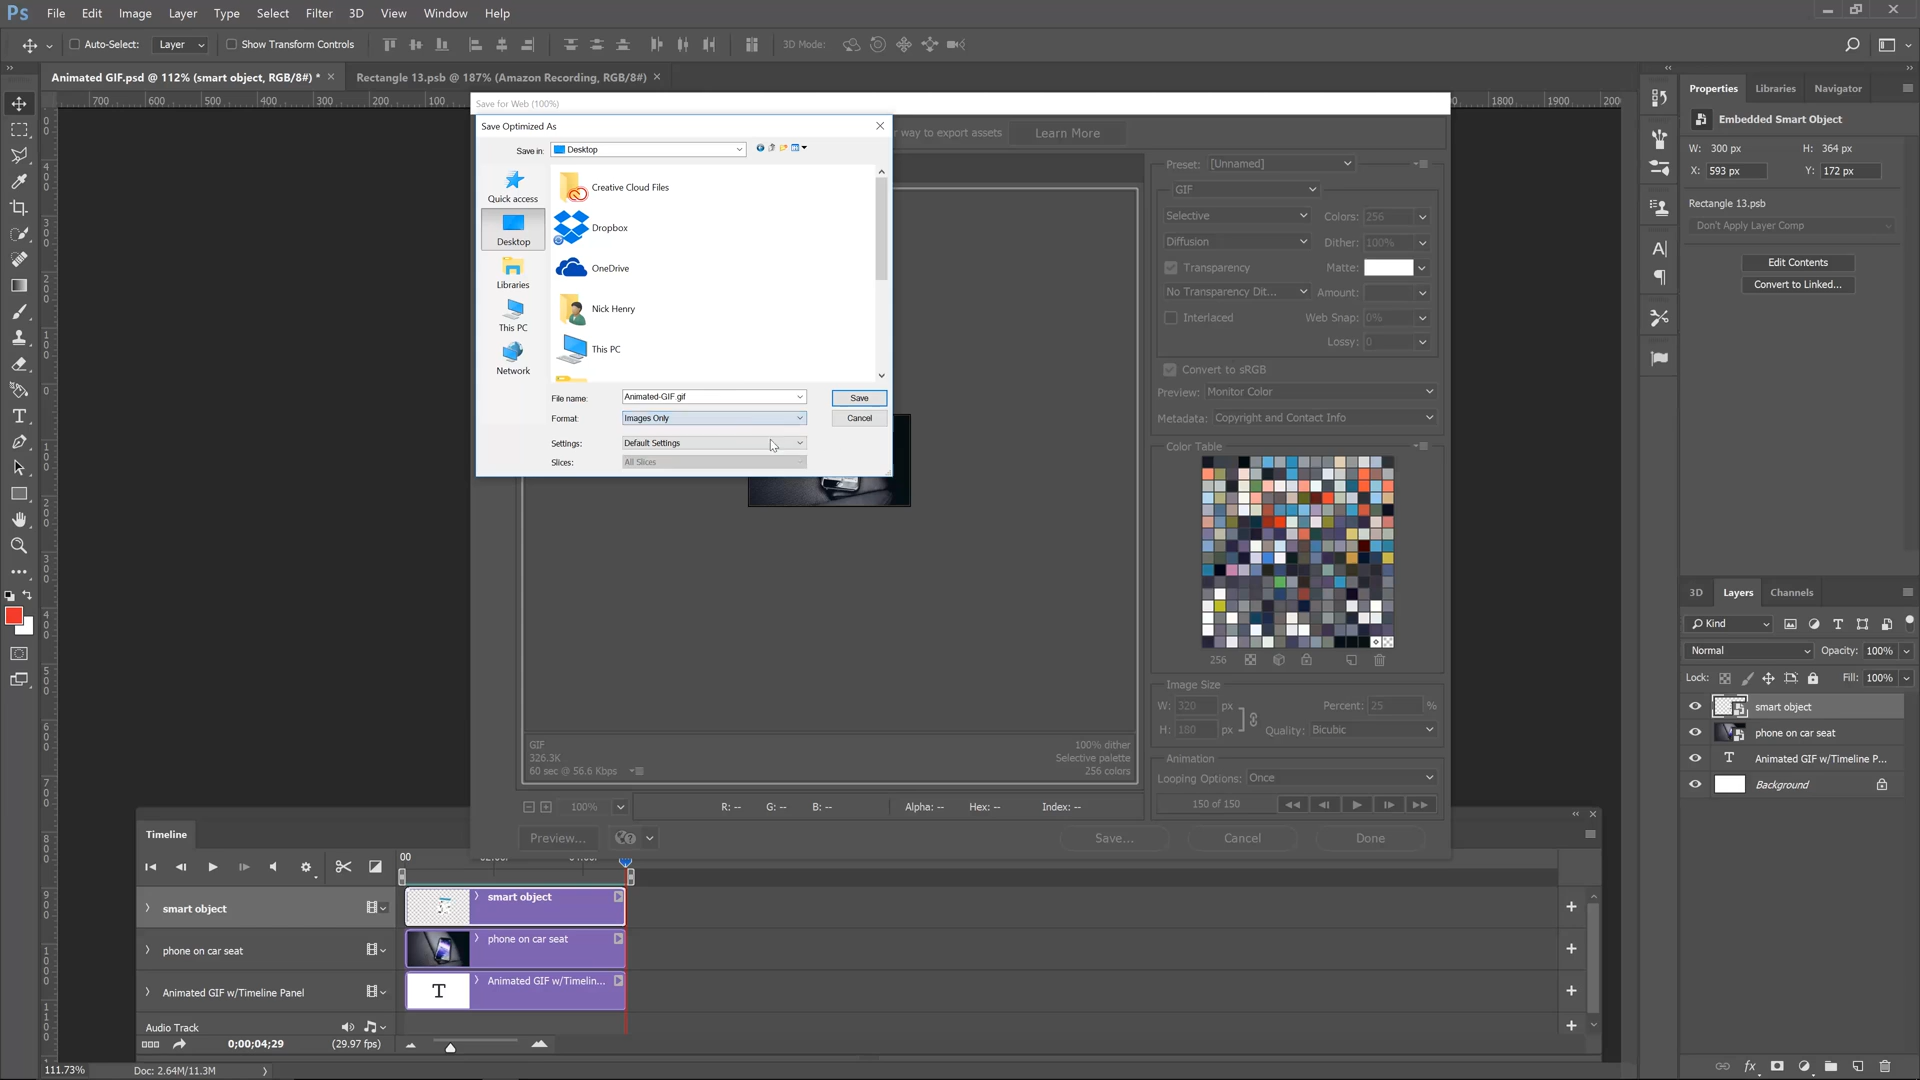 Ps File Edit Image Layer Type Select Filter 3D View Window Help
Auto-Select: Layer Show Transform Controls 3D Mode:
Animated GIF.psd @ 112% (smart object, RGB/8#) * × Rectangle 13.psb @ 187% (Amazon Recording, RGB/8#) ×
700 600 500 400 300 200 100 1800 1900 200
Save for Web (100%)
Save Optimized As
r way to export assets Learn More
Save in: Desktop
Quick access
Desktop
Libraries
This PC
Network
Creative Cloud Files
Dropbox
OneDrive
Nick Henry
This PC
File name: Animated-GIF.gif Save
Format: Images Only Cancel
Settings: Default Settings
Slices: All Slices
Preset: [Unnamed]
GIF
Selective Colors: 256
Diffusion Dither: 100%
Transparency Matte:
No Transparency Dit... Amount:
Interlaced Web Snap: 0%
Lossy: 0
Convert to sRGB
Preview: Monitor Color
Metadata: Copyright and Contact Info
Color Table
256
Image Size
W: 320 px Percent: 25 %
H: 180 px Quality: Bicubic
Animation
Looping Options: Once
150 of 150
GIF 100% dither
326.3K Selective palette
60 sec @ 56.6 Kbps 256 colors
100% R: -- G: -- B: -- Alpha: -- Hex: -- Index: --
Preview... Save... Cancel Done
Properties Libraries Navigator
Embedded Smart Object
W: 300 px H: 364 px
X: 593 px Y: 172 px
Rectangle 13.psb
Don't Apply Layer Comp
Edit Contents
Convert to Linked...
3D Layers Channels
Kind
Normal Opacity: 100%
Lock: Fill: 100%
smart object
phone on car seat
T Animated GIF w/Timeline P...
Background
Timeline
00
smart object smart object
phone on car seat phone on car seat
Animated GIF w/Timeline Panel T Animated GIF w/Timelin...
Audio Track
0;00;04;29 (29.97 fps)
111.73% Doc: 2.64M/11.3M